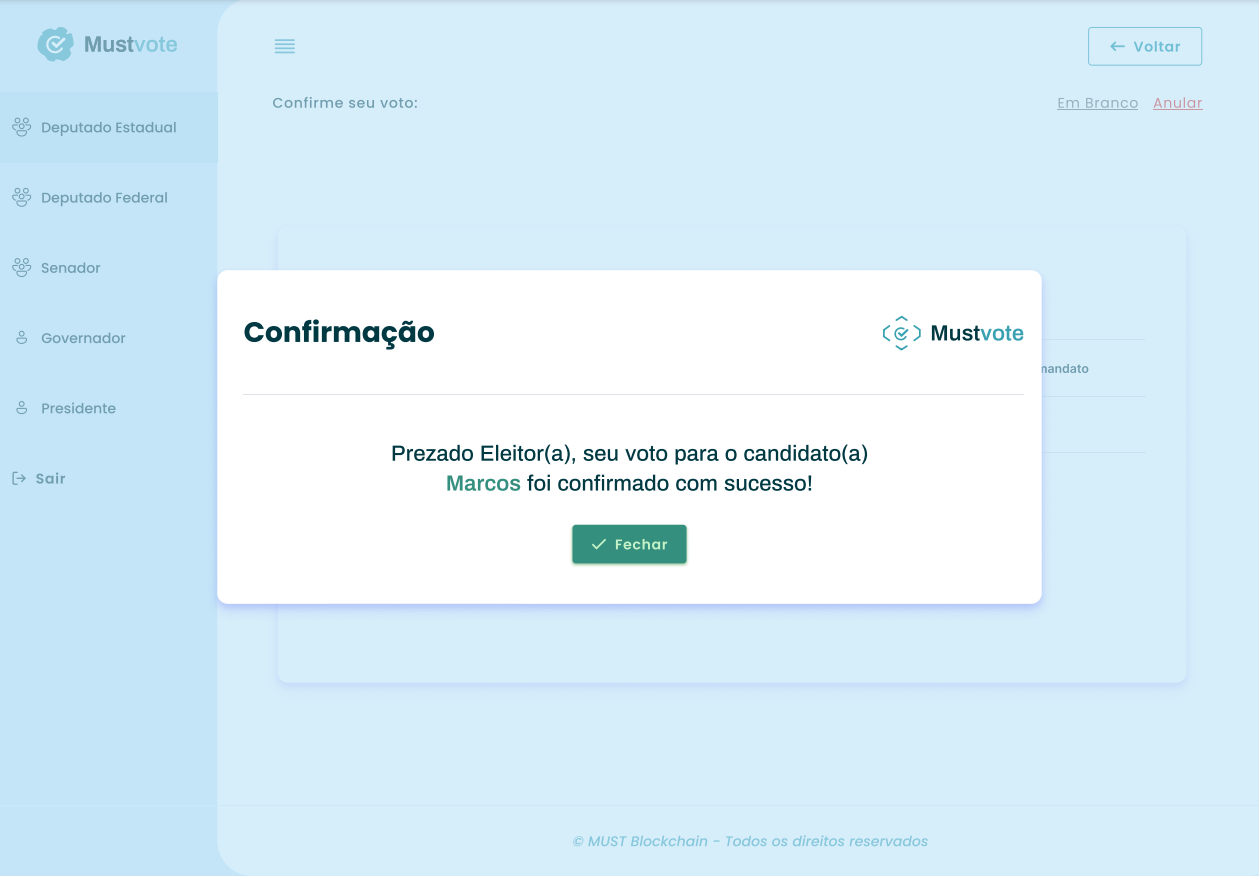 Mustvote
Voltar
Confirme seu voto:
Em Branco
Anular
Deputado Estadual
Deputado Federal
Senador
Governador
Presidente
Sair
Confirmação
Mustvote
mandato
Prezado Eleitor(a), seu voto para o candidato(a)
Marcos foi confirmado com sucesso!
Fechar
© MUST Blockchain - Todos os direitos reservados